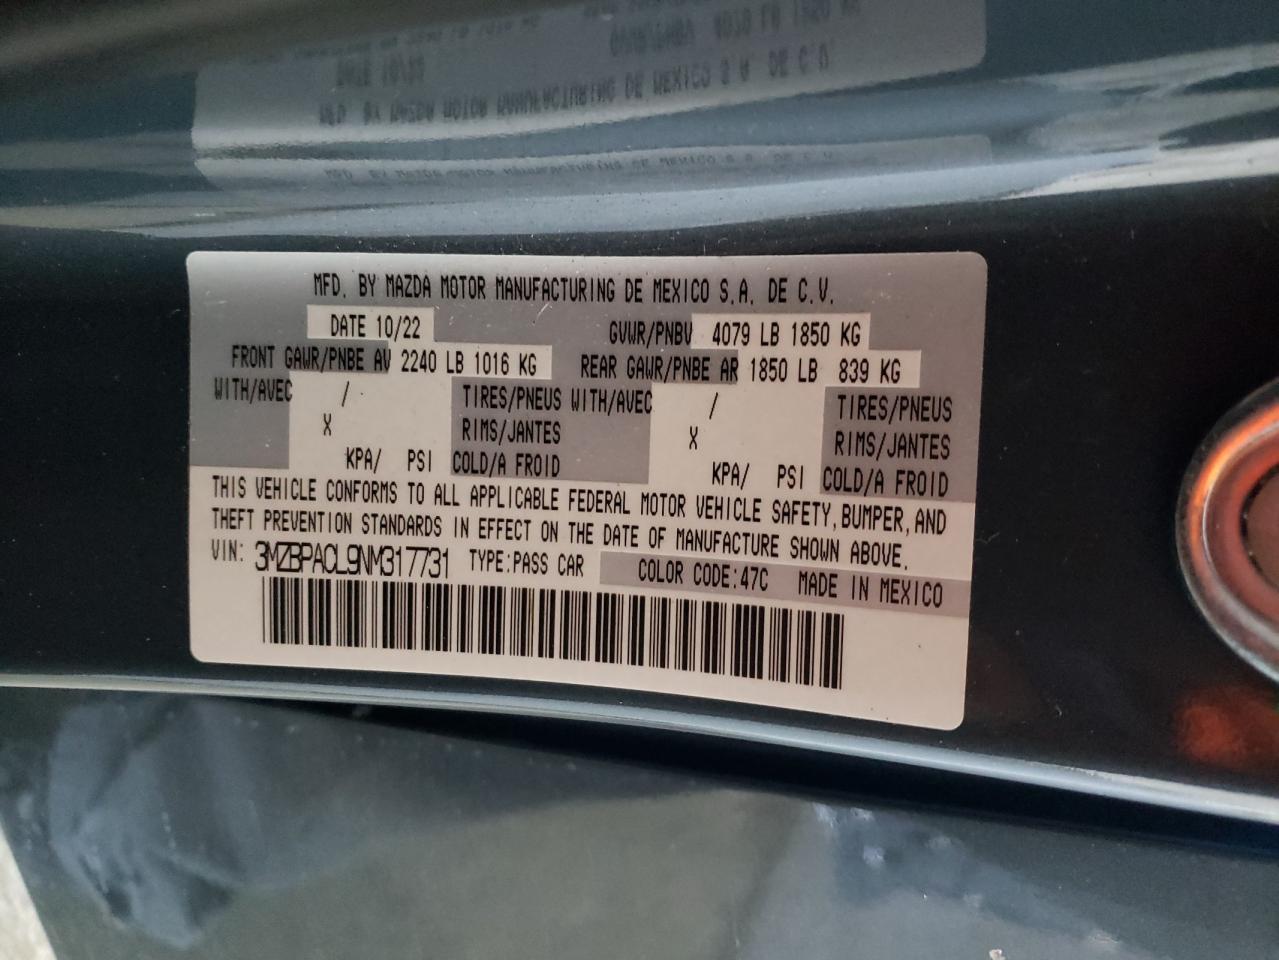 MFD. BY MAZDA MOTOR MANUFACTURING DE MEXICO S.A. DE C.V.
DATE 10/22 GVWR/PNBV 4079 LB 1850 KG
FRONT GAWR/PNBE AV 2240 LB 1016 KG REAR GAWR/PNBE AR 1850 LB 839 KG
WITH/AVEC / TIRES/PNEUS WITH/AVEC / TIRES/PNEUS
X RIMS/JANTES X RIMS/JANTES
KPA/ PSI COLD/A FROID KPA/ PSI COLD/A FROID
THIS VEHICLE CONFORMS TO ALL APPLICABLE FEDERAL MOTOR VEHICLE SAFETY, BUMPER, AND
THEFT PREVENTION STANDARDS IN EFFECT ON THE DATE OF MANUFACTURE SHOWN ABOVE.
VIN: 3MZBPACL9NM317731 TYPE:PASS CAR COLOR CODE:47C MADE IN MEXICO